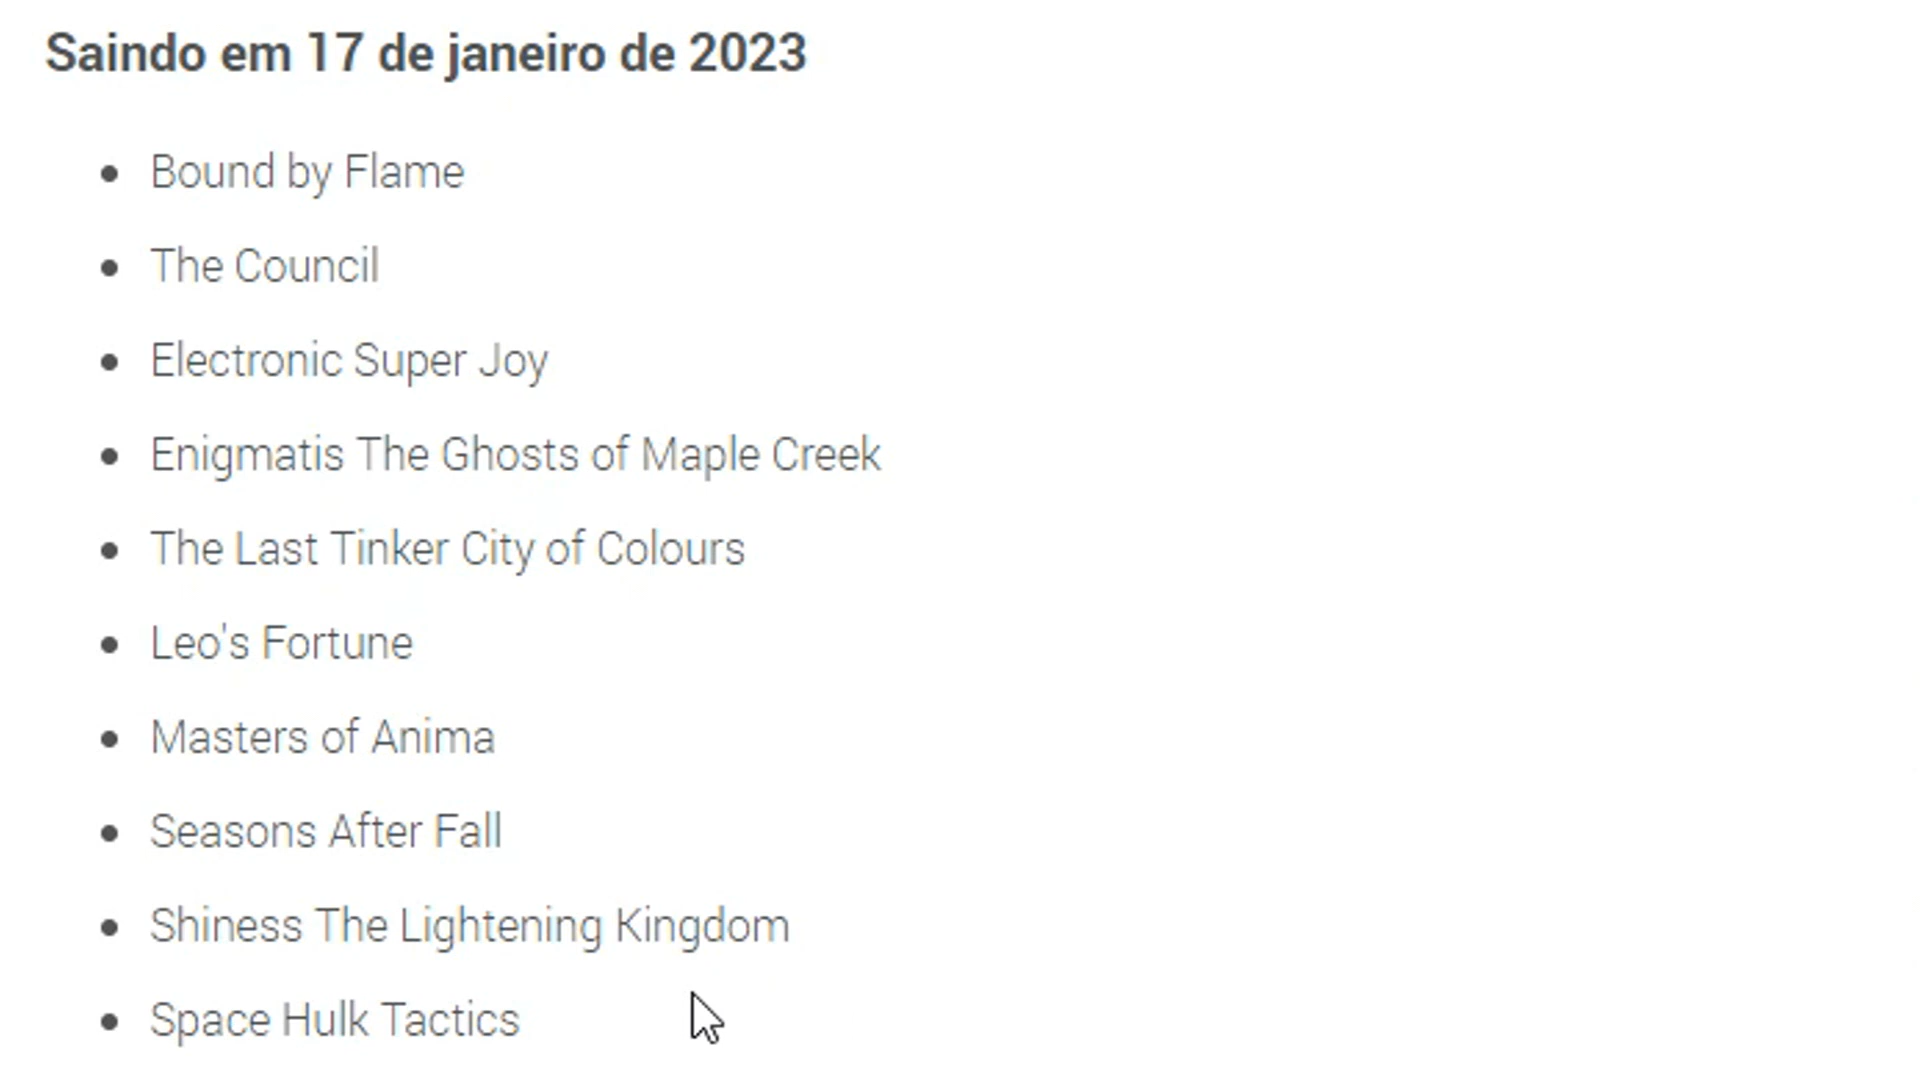 Saindo em 17 de janeiro de 2023
Bound by Flame
The Council
Electronic Super Joy
Enigmatis The Ghosts of Maple Creek
The Last Tinker City of Colours
Leo's Fortune
Masters of Anima
Seasons After Fall
Shiness The Lightening Kingdom
Space Hulk Tactics